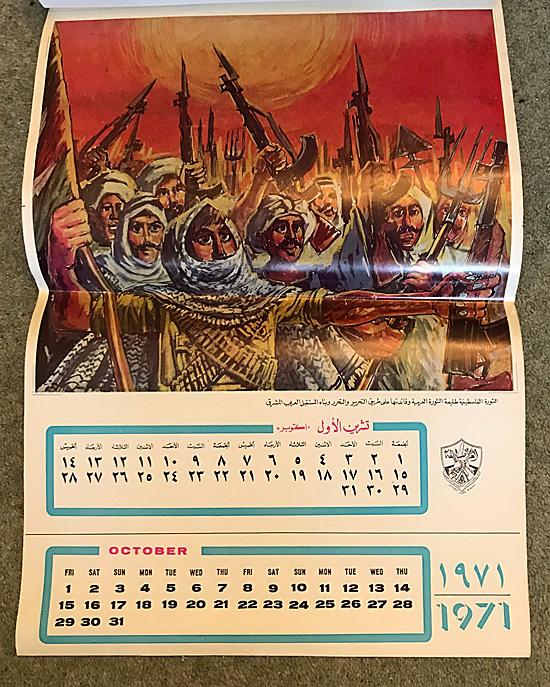 الثورة الفلسطينية طليعة الثورة العربية وقائدتها على طريق التحرير والتحرر وبناء المستقبل العربي المشرق
تشرين الأول «اكتوبر»
الجمعة السبت الأحد الاثنين الثلاثاء الأربعاء الخميس الجمعة السبت الأحد الاثنين الثلاثاء الأربعاء الخميس
١ ٢ ٣ ٤ ٥ ٦ ٧ ٨ ٩ ١٠ ١١ ١٢ ١٣ ١٤
١٥ ١٦ ١٧ ١٨ ١٩ ٢٠ ٢١ ٢٢ ٢٣ ٢٤ ٢٥ ٢٦ ٢٧ ٢٨
٢٩ ٣٠ ٣١
OCTOBER
FRI SAT SUN MON TUE WED THU FRI SAT SUN MON TUE WED THU
1 2 3 4 5 6 7 8 9 10 11 12 13 14
15 16 17 18 19 20 21 22 23 24 25 26 27 28
29 30 31
١٩٧١
1971